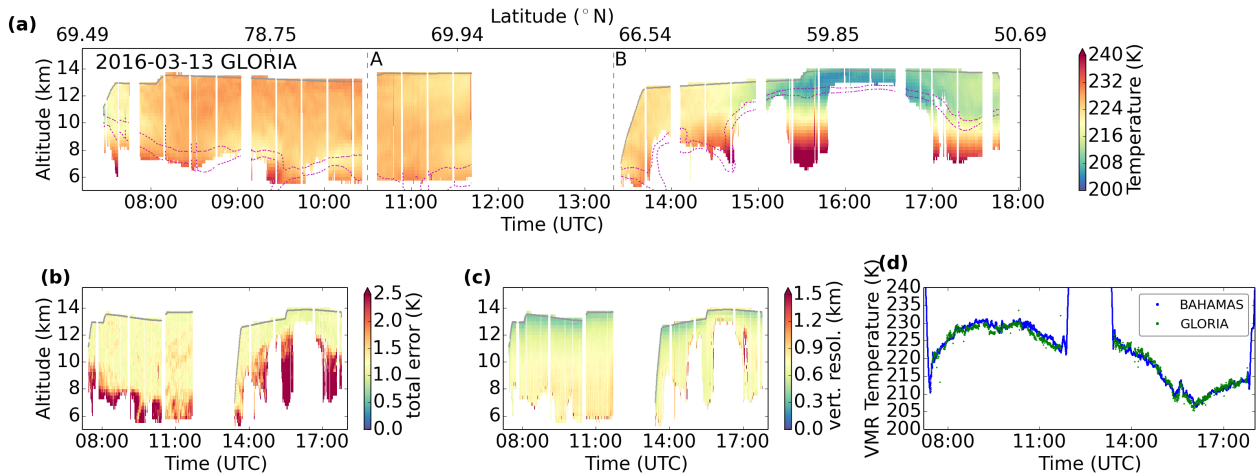 (a)
Latitude (°N)
69.49 78.75 69.94 66.54 59.85 50.69
2016-03-13 GLORIA
A
B
Altitude (km)
14
12
10
8
6
08:00 09:00 10:00 11:00 12:00 13:00 14:00 15:00 16:00 17:00 18:00
Time (UTC)
240
232
224
216
208
200
Temperature (K)
(b)
Altitude (km)
14
12
10
8
6
08:00 11:00 14:00 17:00
Time (UTC)
2.5
2.0
1.5
1.0
0.5
0.0
total error (K)
(c)
14
12
10
8
6
08:00 11:00 14:00 17:00
Time (UTC)
1.5
1.2
0.9
0.6
0.3
0.0
vert. resol. (km)
(d)
VMR Temperature (K)
240
235
230
225
220
215
210
205
200
BAHAMAS
GLORIA
08:00 11:00 14:00 17:00
Time (UTC)